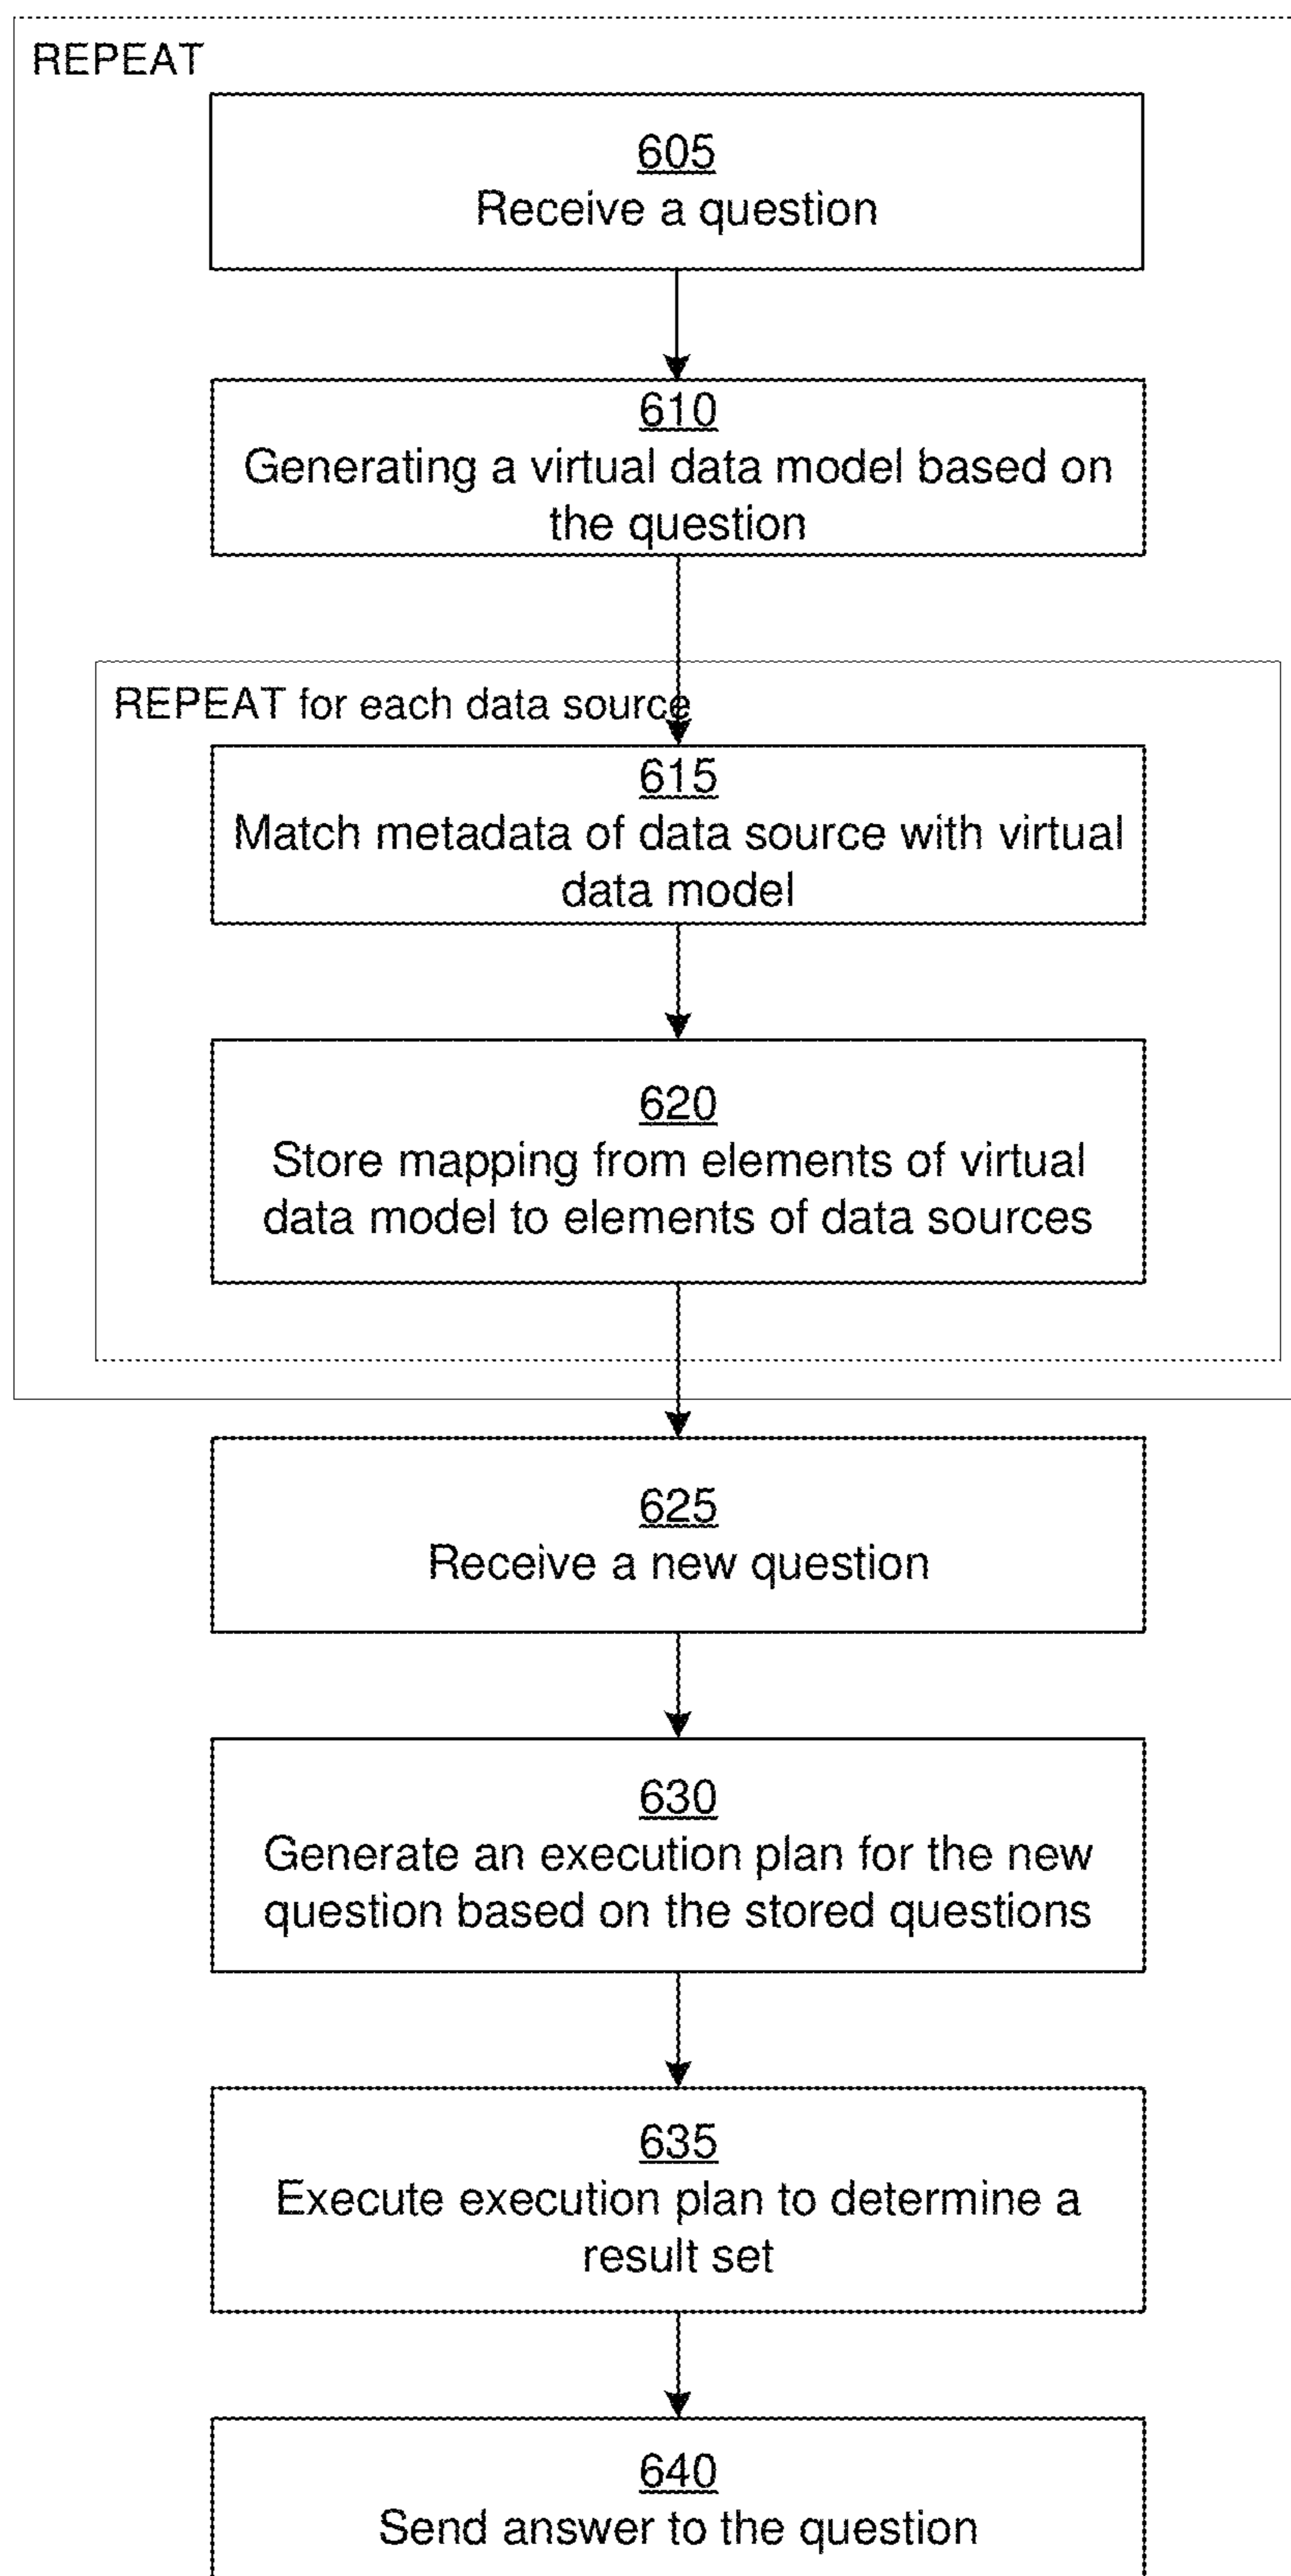 REPEAT
605
Receive a question
610
Generating a virtual data model based on
the question
REPEAT for each data source
615
Match metadata of data source with virtual
data model
620
Store mapping from elements of virtual
data model to elements of data sources
625
Receive a new question
630
Generate an execution plan for the new
question based on the stored questions
635
Execute execution plan to determine a
result set
640
Send answer to the question